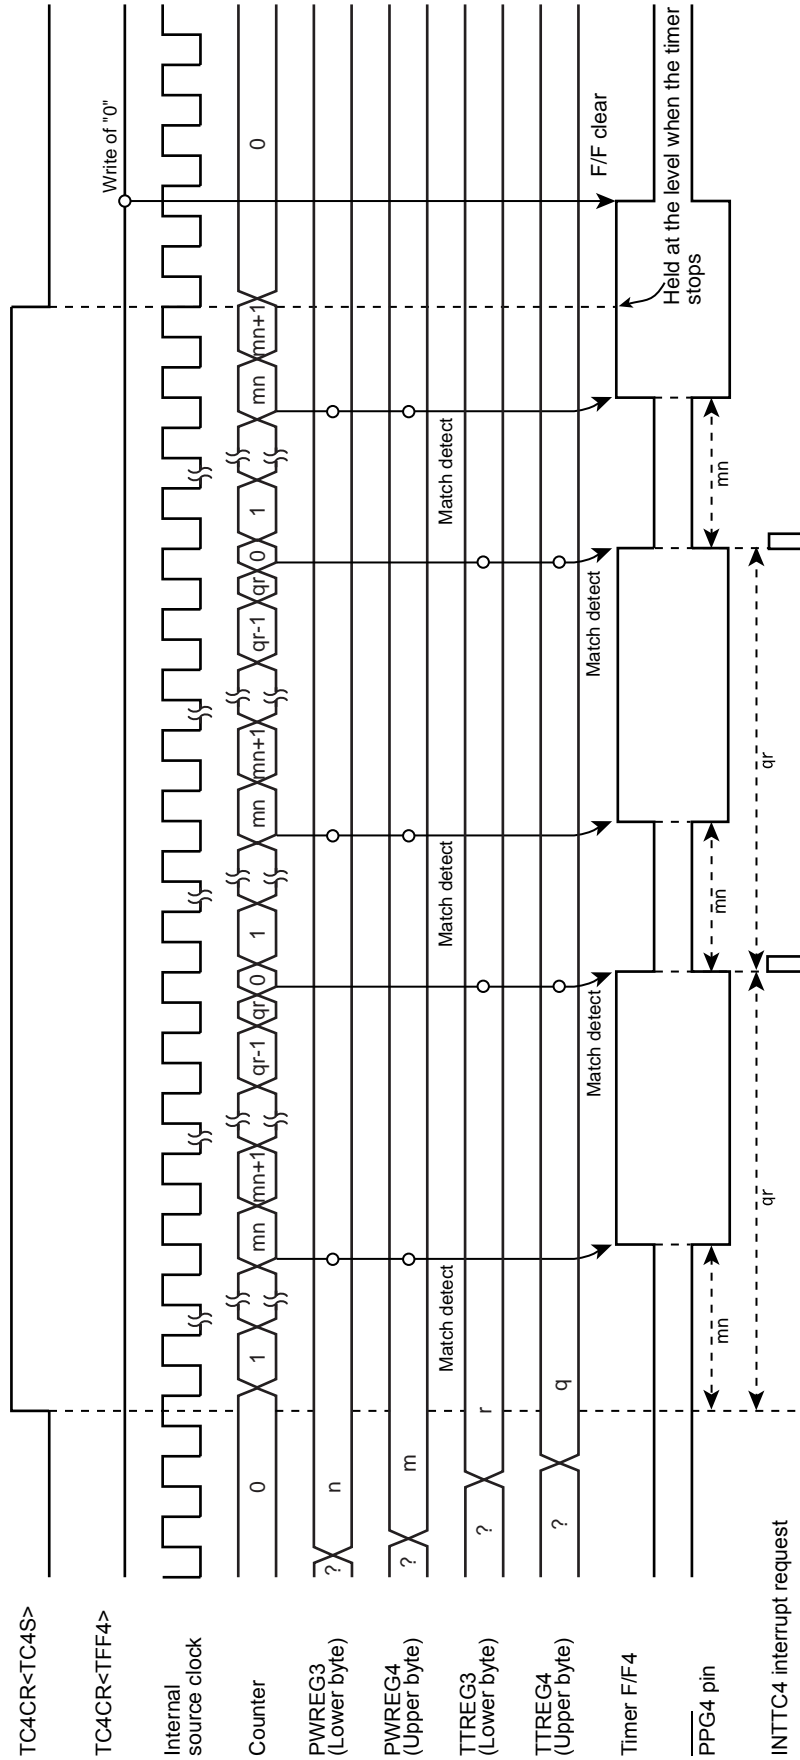 TC4CR<TC4S>
TC4CR<TFF4>
Write of "0"
Internal
source clock
Counter
0
1
mn
mn+1
qr-1
qr
0
1
mn
mn+1
qr-1
qr
0
1
mn
mn+1
0
PWREG3
(Lower byte)
?
n
PWREG4
(Upper byte)
?
m
Match detect
Match detect
Match detect
TTREG3
(Lower byte)
?
r
TTREG4
(Upper byte)
?
q
Match detect
Match detect
F/F clear
Timer F/F4
Held at the level when the timer
stops
PPG4 pin
mn
mn
mn
qr
qr
INTTC4 interrupt request